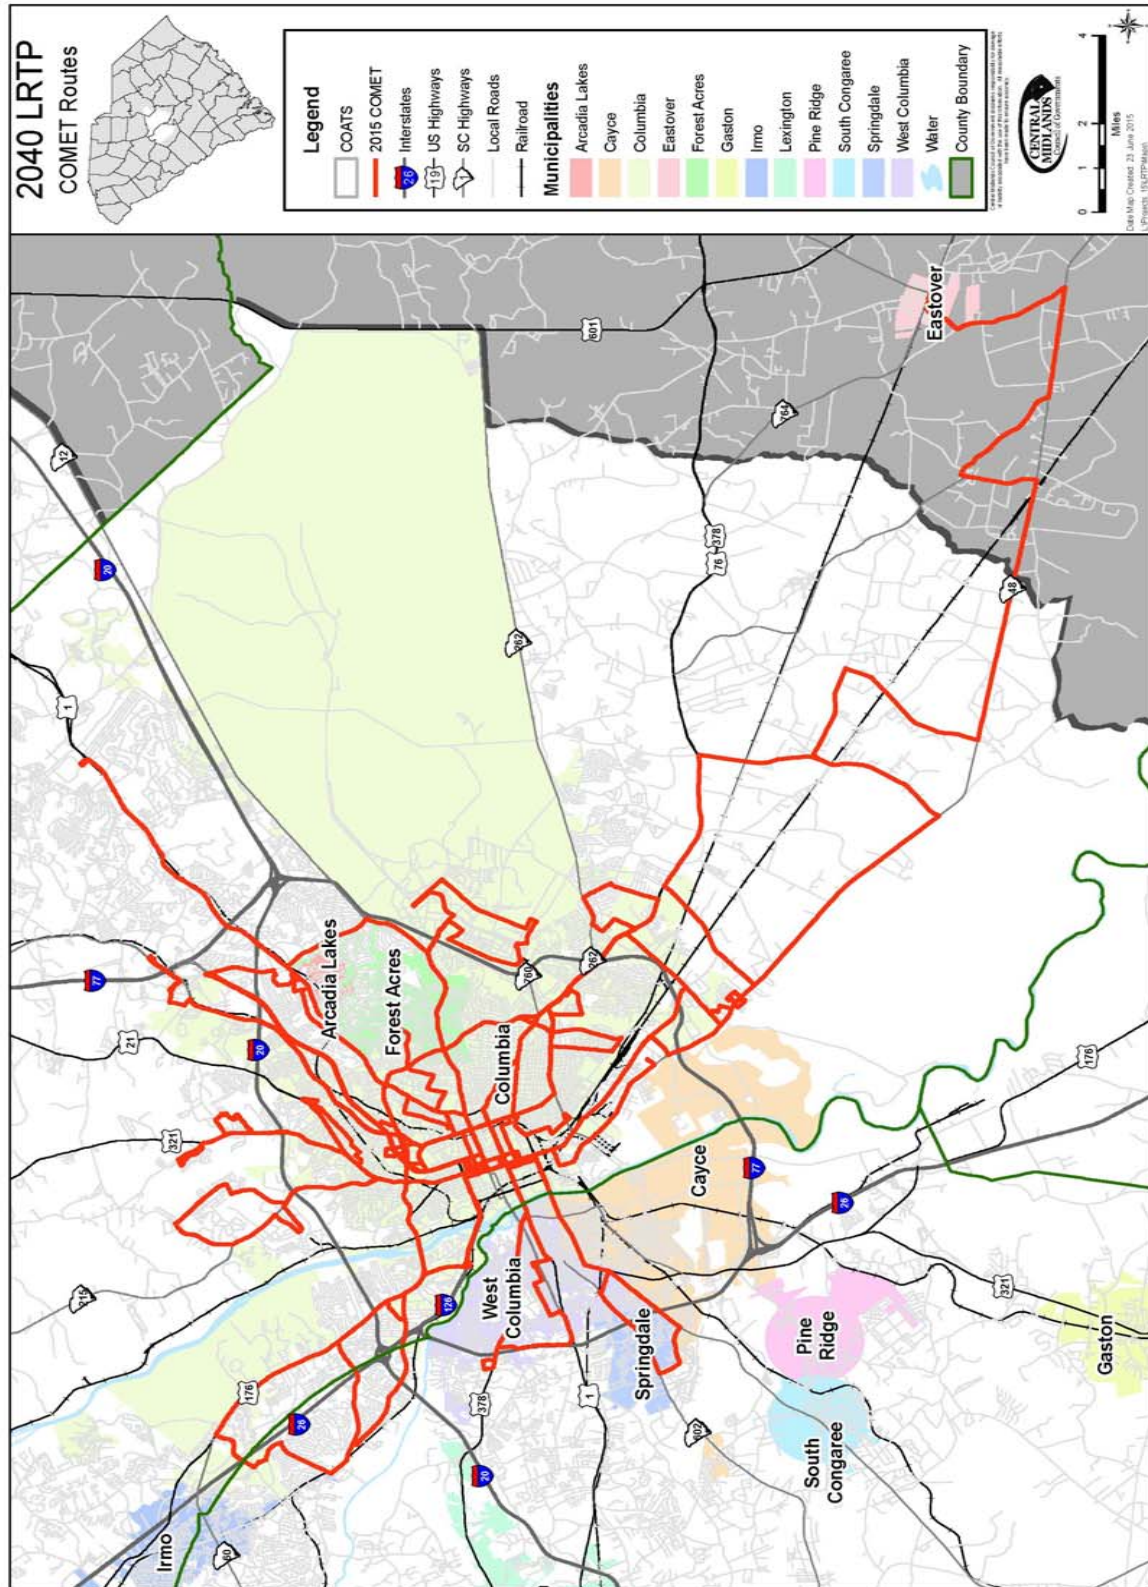 2040 LRTP
COMET Routes
Legend
COATS
2015 COMET
26
Interstates
119
US Highways
SC Highways
Local Roads
Railroad
Municipalities
Arcadia Lakes
Cayce
Columbia
Eastover
Forest Acres
Gaston
Irmo
Lexington
Pine Ridge
South Congaree
Springdale
West Columbia
Water
County Boundary
CENTRAL
MIDLANDS
Council of Governments
0 1 2 4
Miles
Date Map Created: 23 June 2015
12
20
1
77
21
20
321
215
176
26
Irmo
60
Arcadia Lakes
Forest Acres
Columbia
760
262
262
601
76
378
764
Eastover
48
126
West
Columbia
378
20
1
Springdale
602
Cayce
77
26
176
321
Pine
Ridge
South
Congaree
Gaston